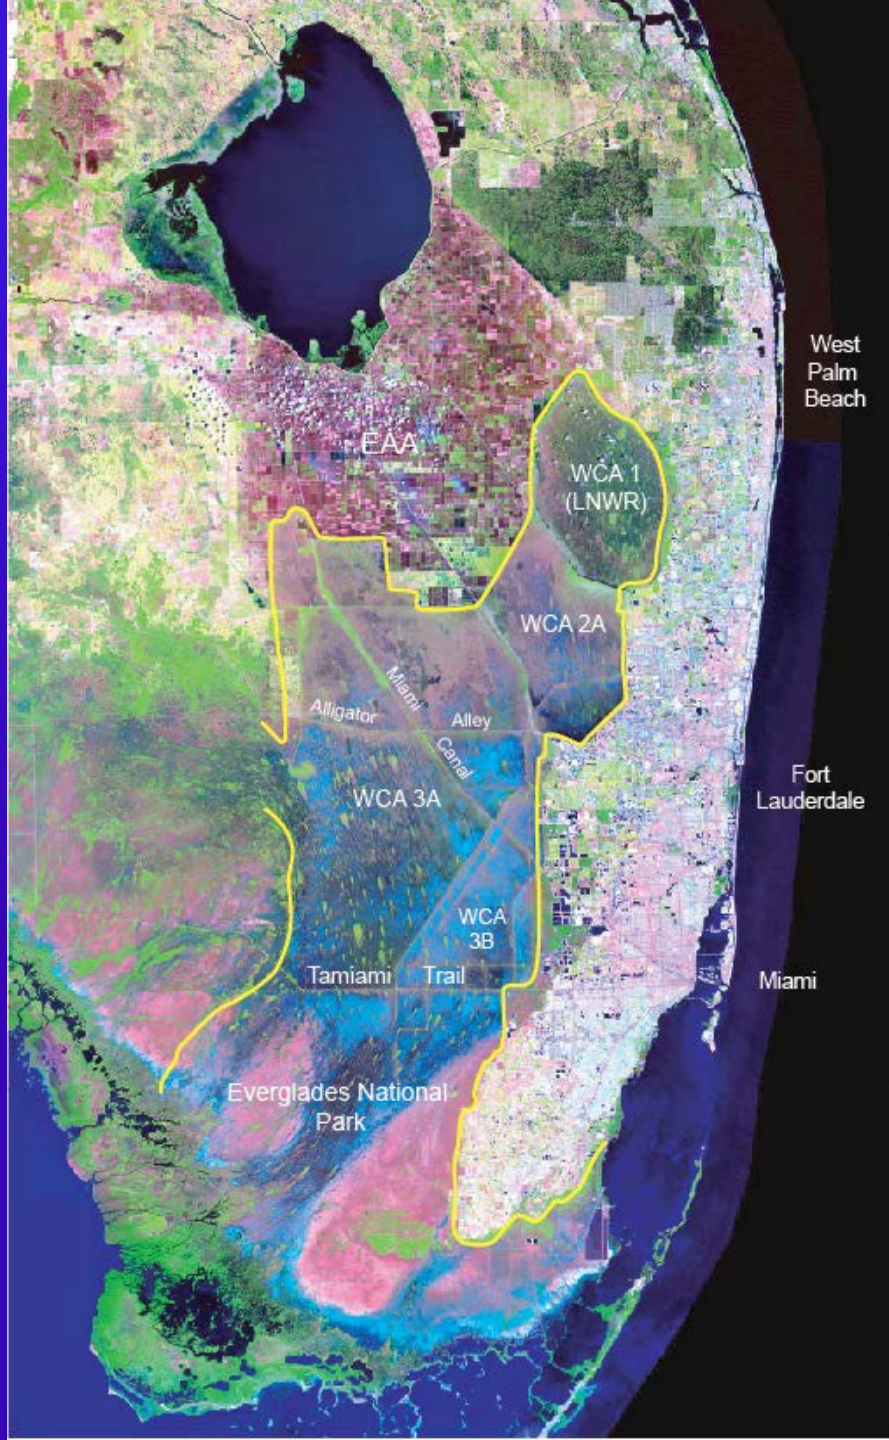 West
Palm
Beach
EAA
WCA 1
(LNWR)
WCA 2A
Miami
Canal
Alligator
Alley
WCA 3A
Fort
Lauderdale
WCA
3B
Tamiami Trail
Miami
Everglades National
Park